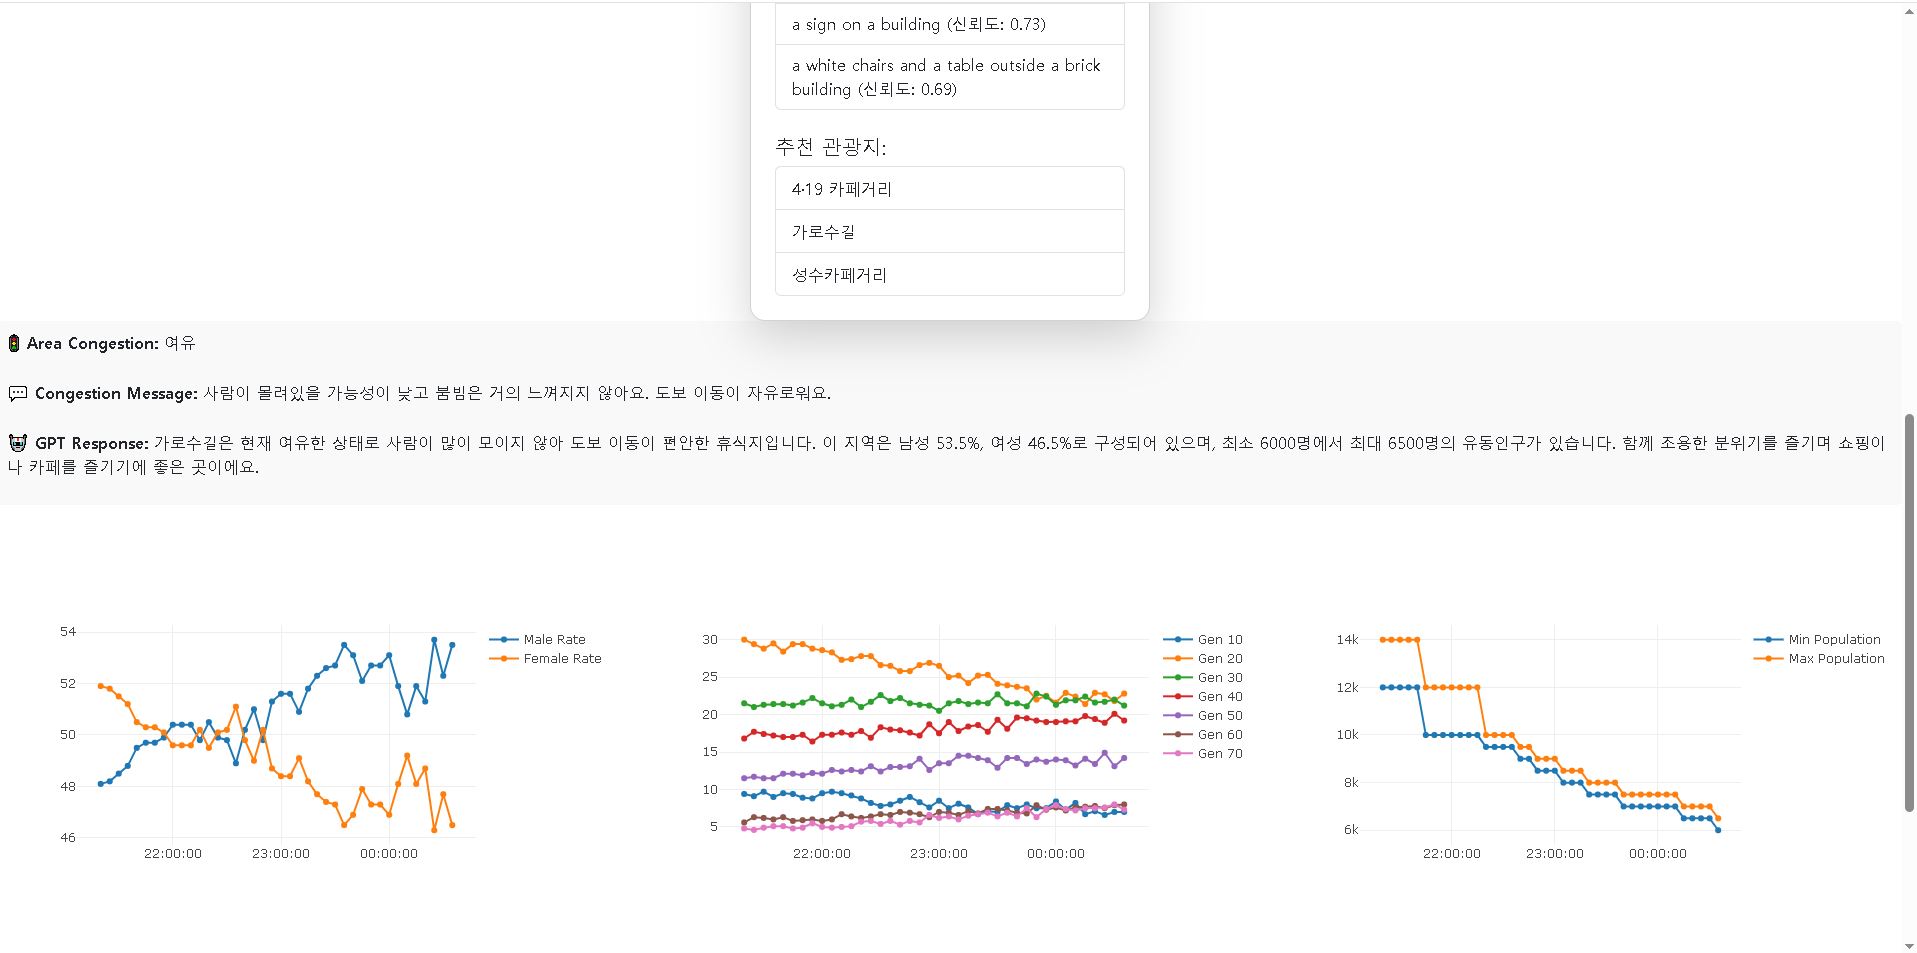 a sign on a building (신뢰도: 0.73)
a white chairs and a table outside a brick
building (신뢰도: 0.69)
추천 관광지:
4·19 카페거리
가로수길
성수카페거리
Area Congestion: 여유
Congestion Message: 사람이 몰려있을 가능성이 낮고 붐빔은 거의 느껴지지 않아요. 도보 이동이 자유로워요.
GPT Response: 가로수길은 현재 여유한 상태로 사람이 많이 모이지 않아 도보 이동이 편안한 휴식지입니다. 이 지역은 남성 53.5%, 여성 46.5%로 구성되어 있으며, 최소 6000명에서 최대 6500명의 유동인구가 있습니다. 함께 조용한 분위기를 즐기며 쇼핑이
나 카페를 즐기기에 좋은 곳이에요.
54
52
50
48
46
22:00:00 23:00:00 00:00:00
Male Rate
Female Rate
30
25
20
15
10
5
22:00:00 23:00:00 00:00:00
Gen 10
Gen 20
Gen 30
Gen 40
Gen 50
Gen 60
Gen 70
14k
12k
10k
8k
6k
22:00:00 23:00:00 00:00:00
Min Population
Max Population